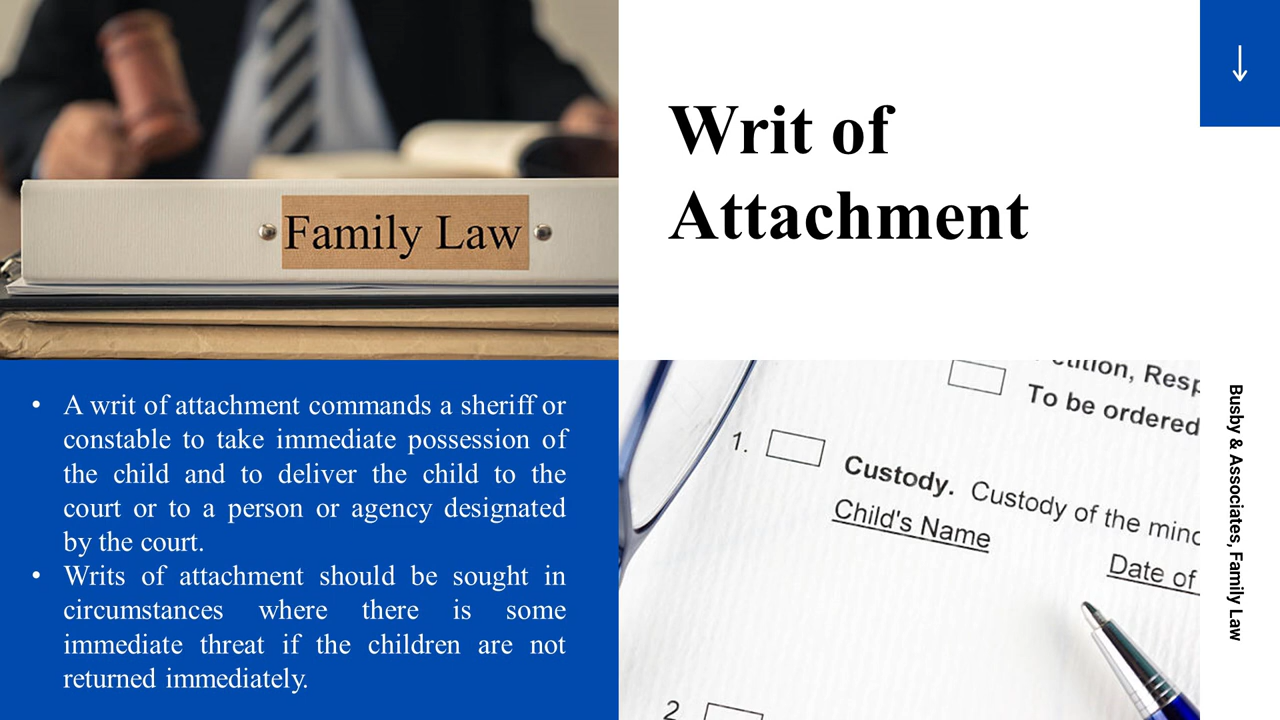 Family Law
Writ of
Attachment
• A writ of attachment commands a sheriff or
constable to take immediate possession of
the child and to deliver the child to the
court or to a person or agency designated
by the court.
• Writs of attachment should be sought in
circumstances where there is some
immediate threat if the children are not
returned immediately.
To be ordered
1.
Custody. Custody of the
Child's Name
Date of
2
Busby & Associates, Family Law